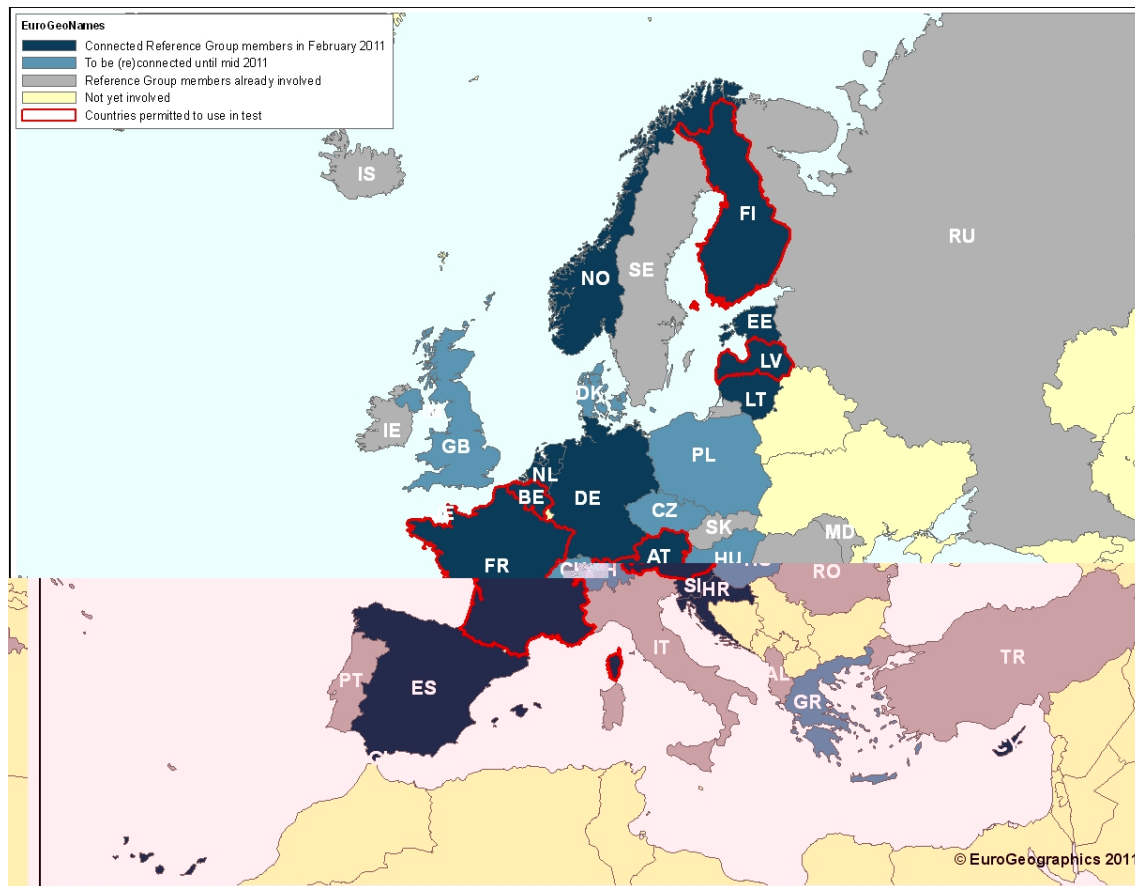 EuroGeoNames
Connected Reference Group members in February 2011
To be (re)connected until mid 2011
Reference Group members already involved
Not yet involved
Countries permitted to use in test
IS
FI
RU
NO
SE
EE
LV
LT
DK
IE
GB
NL
PL
BE
DE
CZ
SK
MD
FR
AT
HU
RO
SI
HR
IT
PT
ES
AL
GR
TR
© EuroGeographics 2011